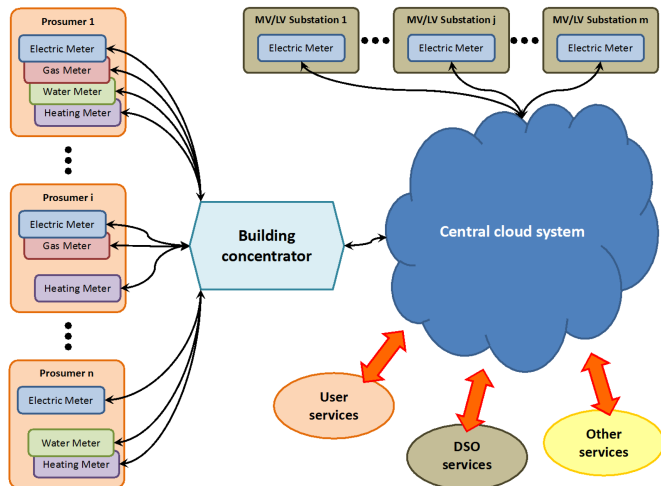 Prosumer 1
Electric Meter
Gas Meter
Water Meter
Heating Meter
Prosumer i
Electric Meter
Gas Meter
Heating Meter
Prosumer n
Electric Meter
Water Meter
Heating Meter
Building
concentrator
MV/LV Substation 1
Electric Meter
MV/LV Substation j
Electric Meter
MV/LV Substation m
Electric Meter
Central cloud system
User
services
DSO
services
Other
services